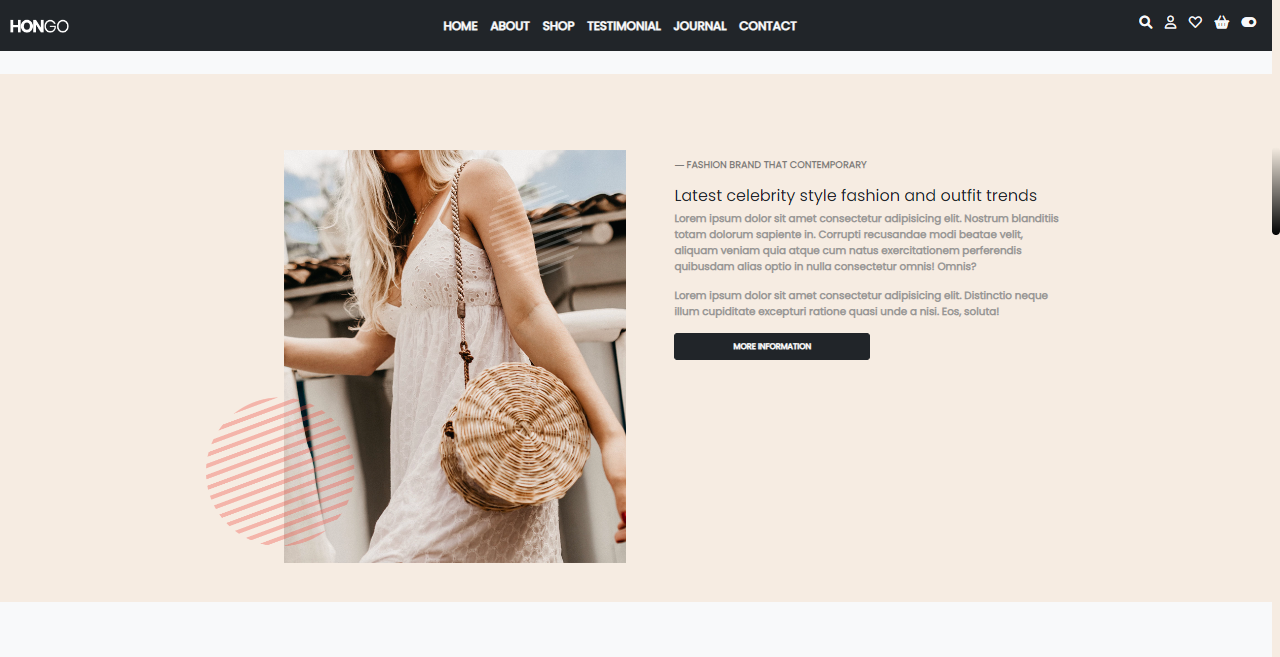 HONGO
HOME ABOUT SHOP TESTIMONIAL JOURNAL CONTACT
— FASHION BRAND THAT CONTEMPORARY
Latest celebrity style fashion and outfit trends
Lorem ipsum dolor sit amet consectetur adipisicing elit. Nostrum blanditiis
totam dolorum sapiente in. Corrupti recusandae modi beatae velit,
aliquam veniam quia atque cum natus exercitationem perferendis
quibusdam alias optio in nulla consectetur omnis! Omnis?
Lorem ipsum dolor sit amet consectetur adipisicing elit. Distinctio neque
illum cupiditate excepturi ratione quasi unde a nisi. Eos, soluta!
MORE INFORMATION